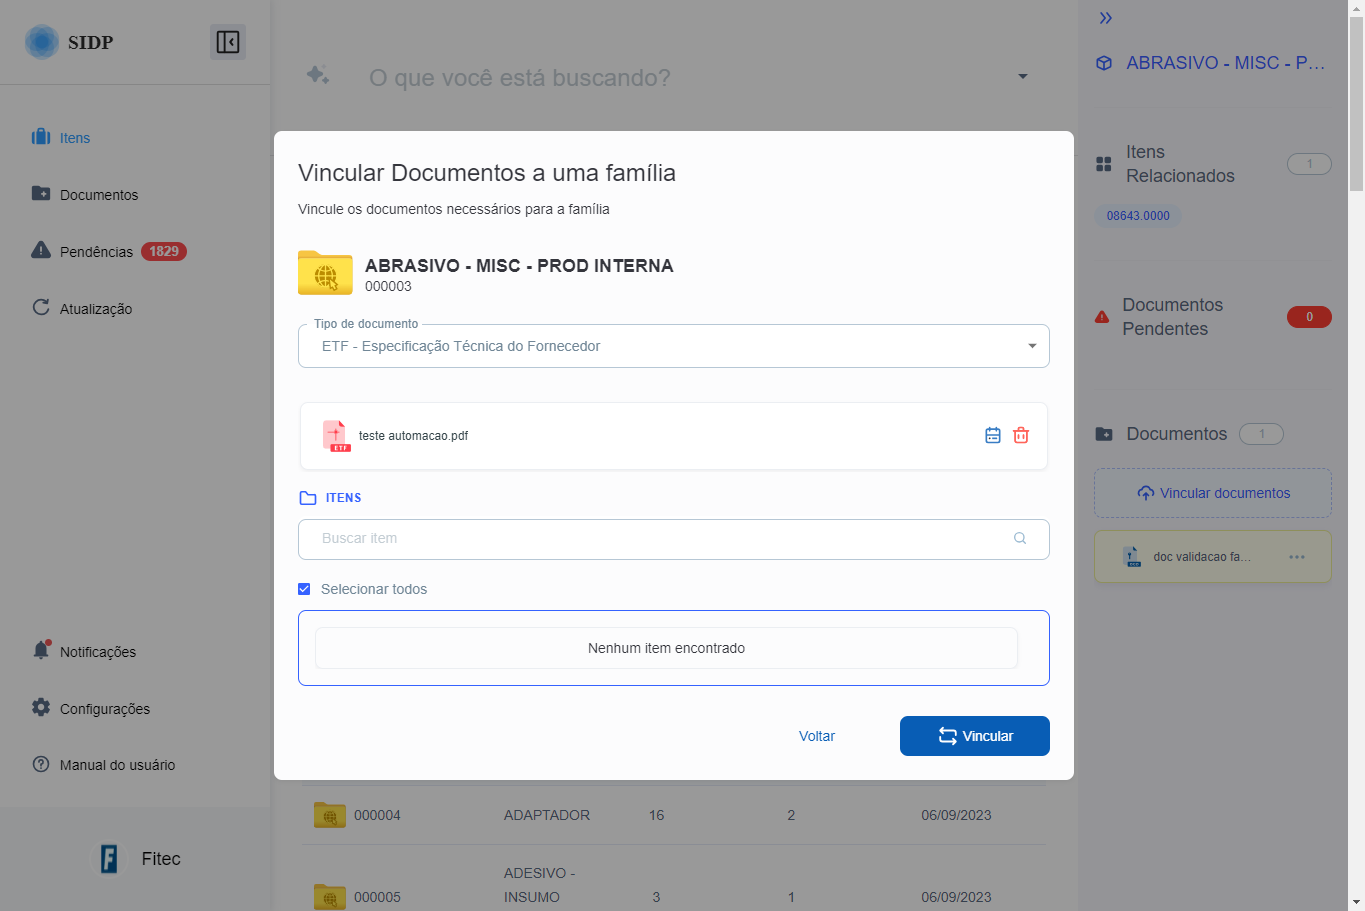 SIDP
Itens
Documentos
Pendências 1829
Atualização
Notificações
Configurações
Manual do usuário
Fitec
O que você está buscando?
Vincular Documentos a uma família
Vincule os documentos necessários para a família
ABRASIVO - MISC - PROD INTERNA
000003
Tipo de documento
ETF - Especificação Técnica do Fornecedor
ETF
teste automacao.pdf
ITENS
Buscar item
Selecionar todos
Nenhum item encontrado
Voltar
Vincular
000004 ADAPTADOR 16 2 06/09/2023
ADESIVO -
000005 INSUMO 3 1 06/09/2023
ABRASIVO - MISC - P...
Itens
Relacionados
1
08643.0000
Documentos
Pendentes
0
Documentos 1
Vincular documentos
doc validacao fa...